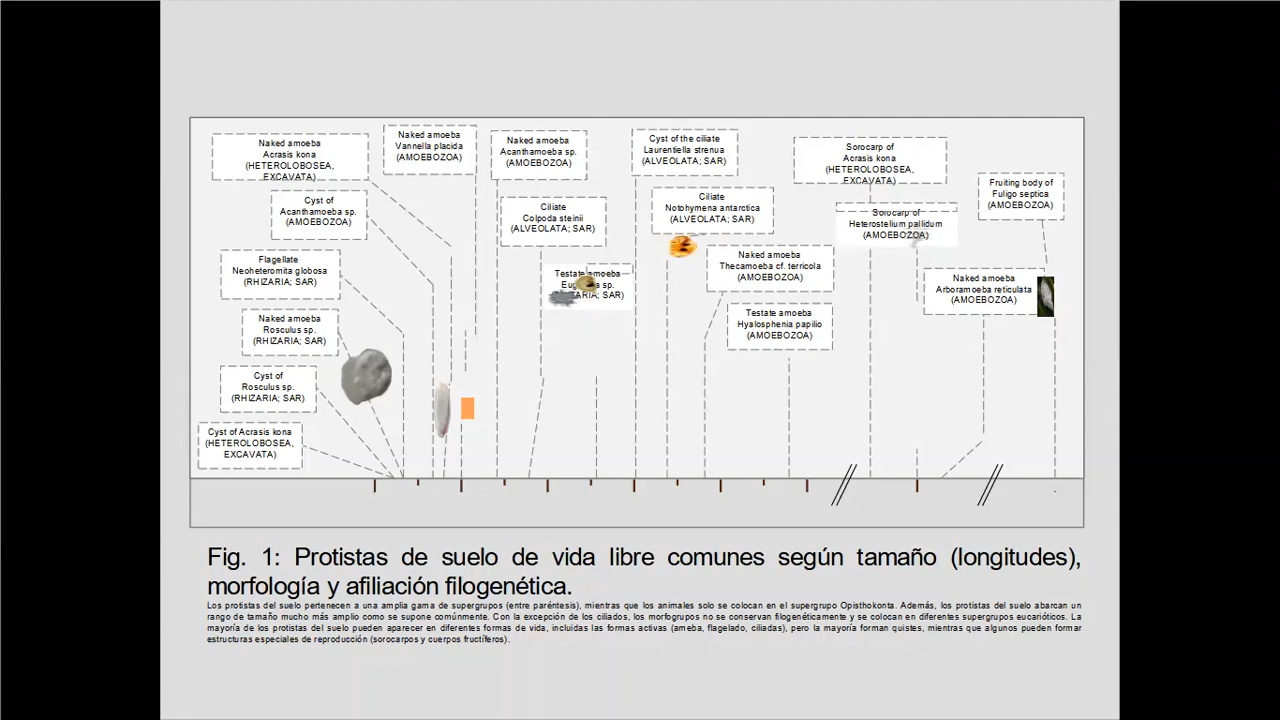 Naked amoeba
Acrasis kona
(HETEROLOBOSEA,
EXCAVATA)
Naked amoeba
Vannella placida
(AMOEBOZOA)
Naked amoeba
Acanthamoeba sp.
(AMOEBOZOA)
Cyst of the ciliate
Laurentiella strenua
(ALVEOLATA; SAR)
Sorocarp of
Acrasis kona
(HETEROLOBOSEA,
EXCAVATA)
Fruiting body of
Fuligo septica
(AMOEBOZOA)
Cyst of
Acanthamoeba sp.
(AMOEBOZOA)
Ciliate
Colpoda steinii
(ALVEOLATA; SAR)
Ciliate
Notohymena antarctica
(ALVEOLATA; SAR)
Sorocarp of
Heterostelium pallidum
(AMOEBOZOA)
Flagellate
Neoheteromita globosa
(RHIZARIA; SAR)
Testate amoeba
sp.
SAR)
Naked amoeba
Thecamoeba cf. terricola
(AMOEBOZOA)
Naked amoeba
Arboramoeba reticulata
(AMOEBOZOA)
Naked amoeba
Rosculus sp.
(RHIZARIA; SAR)
Testate amoeba
Hyalosphenia papilio
(AMOEBOZOA)
Cyst of
Rosculus sp.
(RHIZARIA; SAR)
Cyst of Acrasis kona
(HETEROLOBOSEA,
EXCAVATA)
Fig. 1: Protistas de suelo de vida libre comunes según tamaño (longitudes),
morfología y afiliación filogenética.
Los protistas del suelo pertenecen a una amplia gama de supergrupos (entre paréntesis), mientras que los animales solo se colocan en el supergrupo Opisthokonta. Además, los protistas del suelo abarcan un
rango de tamaño mucho más amplio como se supone comúnmente. Con la excepción de los ciliados, los morfogrupos no se conservan filogenéticamente y se colocan en diferentes supergrupos eucarióticos. La
mayoría de los protistas del suelo pueden aparecer en diferentes formas de vida, incluidas las formas activas (ameba, flagelado, ciliadas), pero la mayoría forman quistes, mientras que algunos pueden formar
estructuras especiales de reproducción (sorocarpos y cuerpos fructíferos).